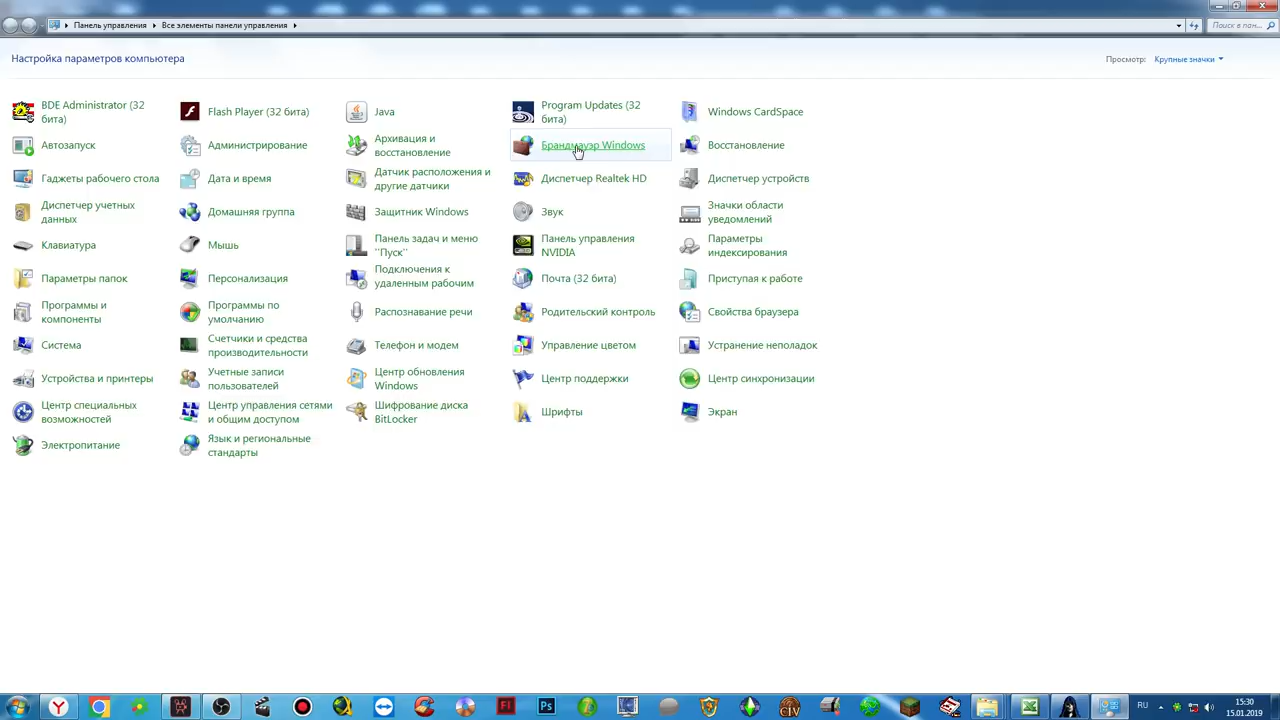 Панель управления
Все элементы панели управления
Поиск в пан...
Настройка параметров компьютера
Просмотр:
Крупные значки
BDE Administrator (32
бита)
Flash Player (32 бита)
Java
Program Updates (32
бита)
Windows CardSpace
Автозапуск
Администрирование
Архивация и
восстановление
Брандмауэр Windows
Восстановление
Гаджеты рабочего стола
Дата и время
Датчик расположения и
другие датчики
Диспетчер Realtek HD
Диспетчер устройств
Диспетчер учетных
данных
Домашняя группа
Защитник Windows
Звук
Значки области
уведомлений
Клавиатура
Мышь
Панель задач и меню
''Пуск''
Панель управления
NVIDIA
Параметры
индексирования
Параметры папок
Персонализация
Подключения к
удаленным рабочим
Почта (32 бита)
Приступая к работе
Программы и
компоненты
Программы по
умолчанию
Распознавание речи
Родительский контроль
Свойства браузера
Система
Счетчики и средства
производительности
Телефон и модем
Управление цветом
Устранение неполадок
Устройства и принтеры
Учетные записи
пользователей
Центр обновления
Windows
Центр поддержки
Центр синхронизации
Центр специальных
возможностей
Центр управления сетями
и общим доступом
Шифрование диска
BitLocker
Шрифты
Экран
Электропитание
Язык и региональные
стандарты
Fl
Ps
CIV
RU
15:30
15.01.2019